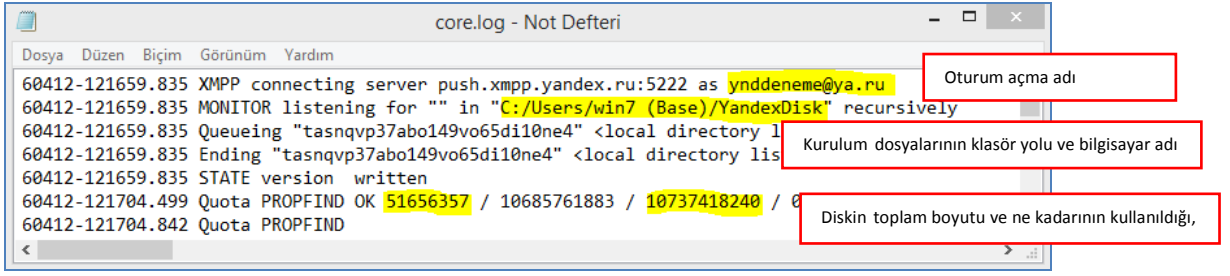 core.log - Not Defteri
Dosya Düzen Biçim Görünüm Yardım
60412-121659.835 XMPP connecting server push.xmpp.yandex.ru:5222 as ynddeneme@ya.ru
Oturum açma adı
60412-121659.835 MONITOR listening for "" in "C:/Users/win7 (Base)/YandexDisk" recursively
60412-121659.835 Queueing "tasnqvp37abo149vo65di10ne4" <local directory l
Kurulum dosyalarının klasör yolu ve bilgisayar adı
60412-121659.835 Ending "tasnqvp37abo149vo65di10ne4" <local directory lis
60412-121659.835 STATE version  written
60412-121704.499 Quota PROPFIND OK 51656357 / 10685761883 / 10737418240 / 0
Diskin toplam boyutu ve ne kadarının kullanıldığı,
60412-121704.842 Quota PROPFIND